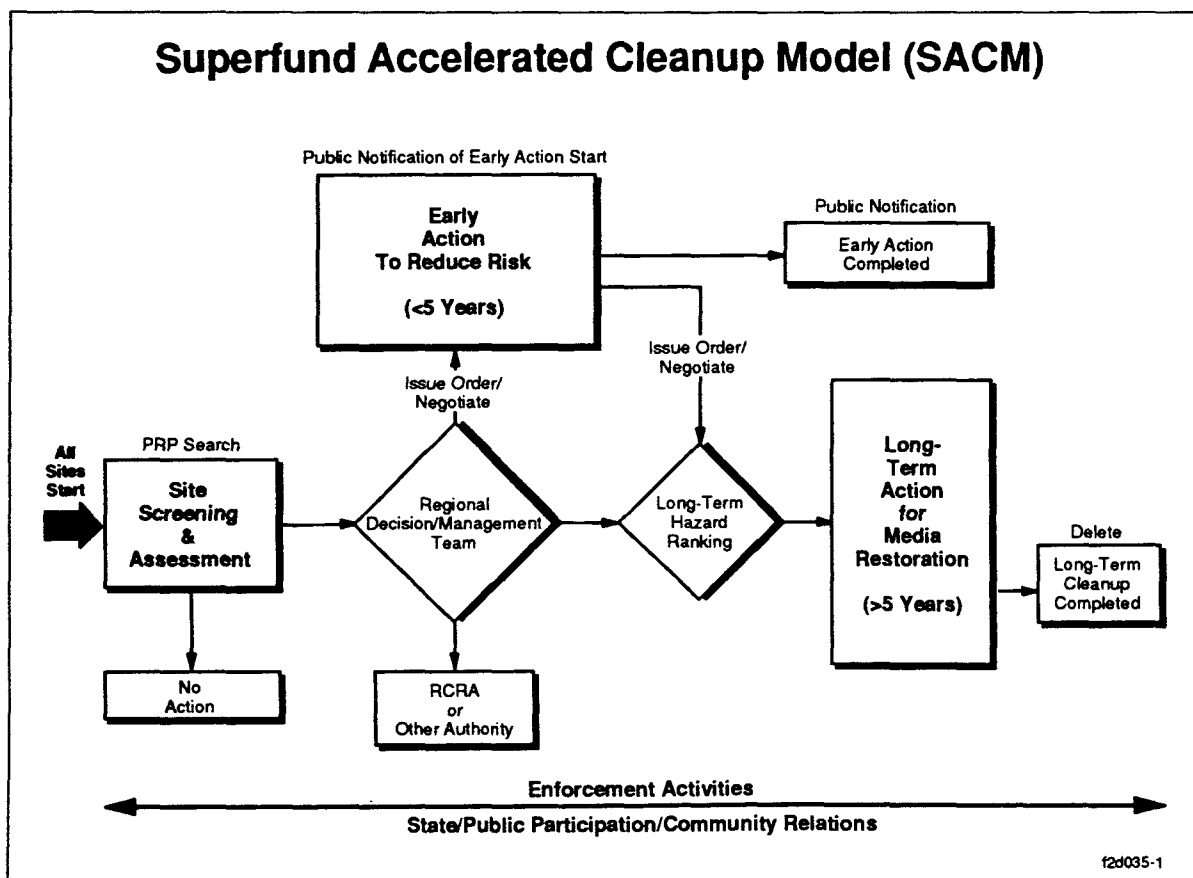 Superfund Accelerated Cleanup Model (SACM)
Public Notification of Early Action Start
Early
Action
To Reduce Risk
(<5 Years)
Public Notification
Early Action
Completed
Issue Order/
Negotiate
Issue Order/
Negotiate
All
Sites
Start
PRP Search
Site
Screening
&
Assessment
Regional
Decision/Management
Team
Long-Term
Hazard
Ranking
Long-
Term
Action
for
Media
Restoration
(>5 Years)
Delete
Long-Term
Cleanup
Completed
No
Action
RCRA
or
Other Authority
Enforcement Activities
State/Public Participation/Community Relations
f2d035-1